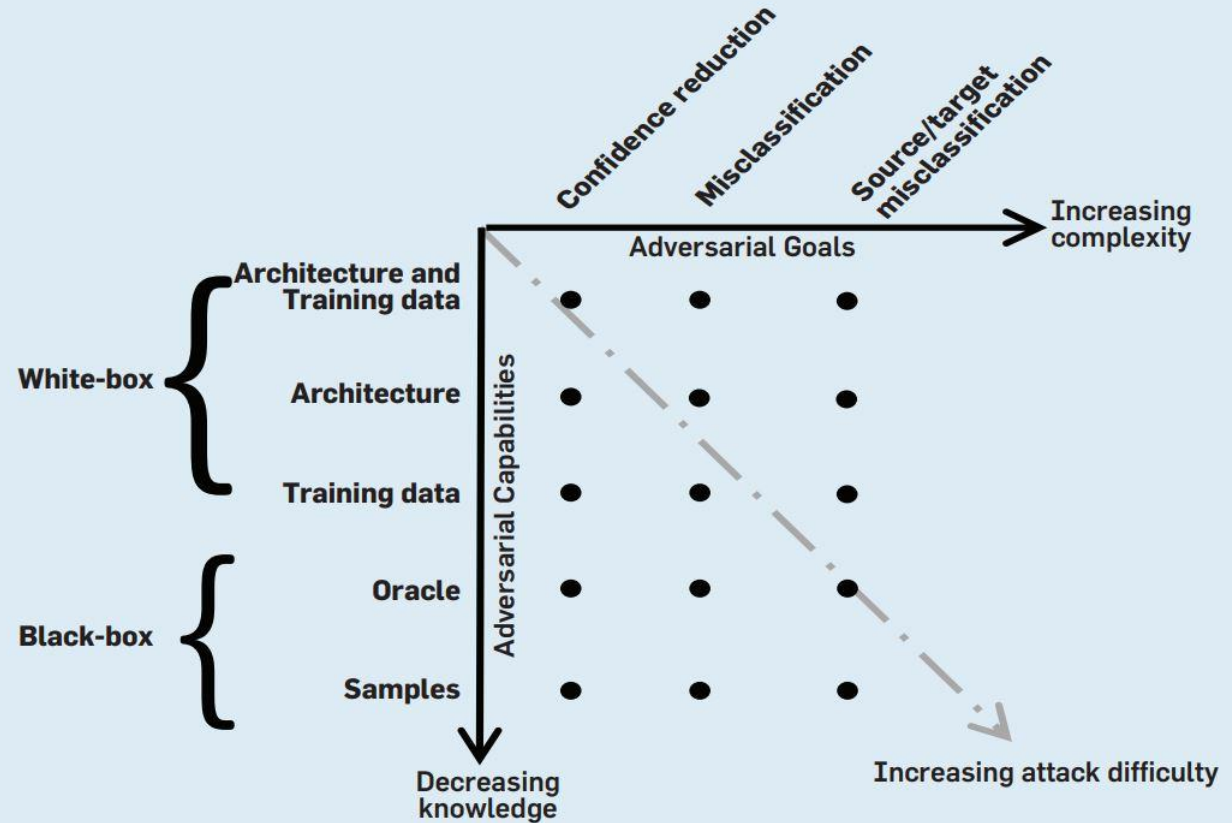 Confidence reduction
Misclassification
Source/target
misclassification
Increasing
complexity
Adversarial Goals
Architecture and
Training data
White-box
Architecture
Training data
Adversarial Capabilities
Oracle
Black-box
Samples
Decreasing
knowledge
Increasing attack difficulty